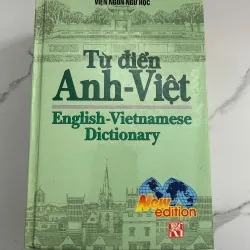 VIỆN NGÔN NGỮ HỌC
Từ điển
Anh-Việt
English-Vietnamese
Dictionary
New
edition